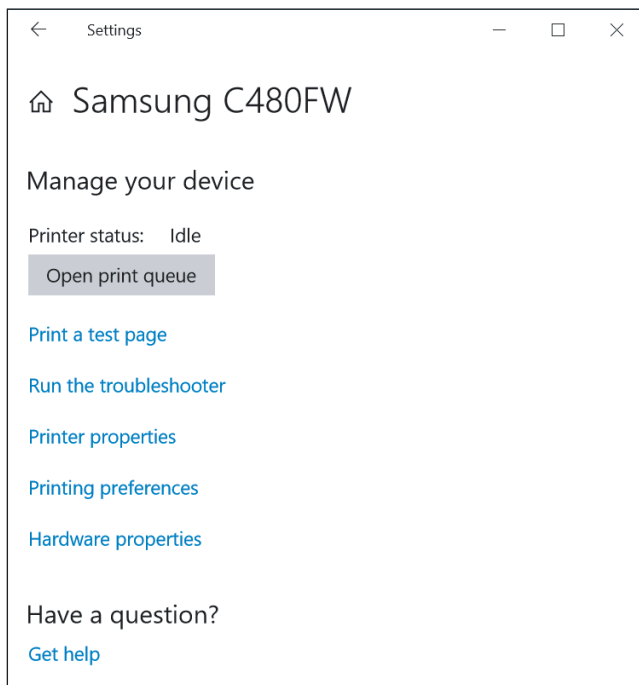 Settings
Samsung C480FW
Manage your device
Printer status: Idle
Open print queue
Print a test page
Run the troubleshooter
Printer properties
Printing preferences
Hardware properties
Have a question?
Get help